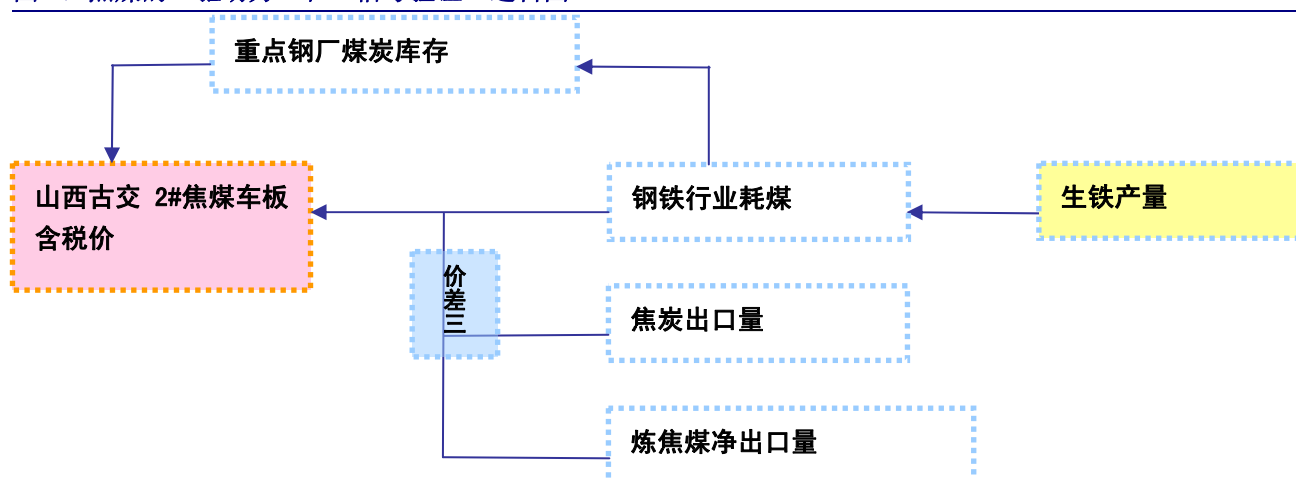 重点钢厂煤炭库存
山西古交 2#焦煤车板
含税价
钢铁行业耗煤
生铁产量
价差三
焦炭出口量
炼焦煤净出口量